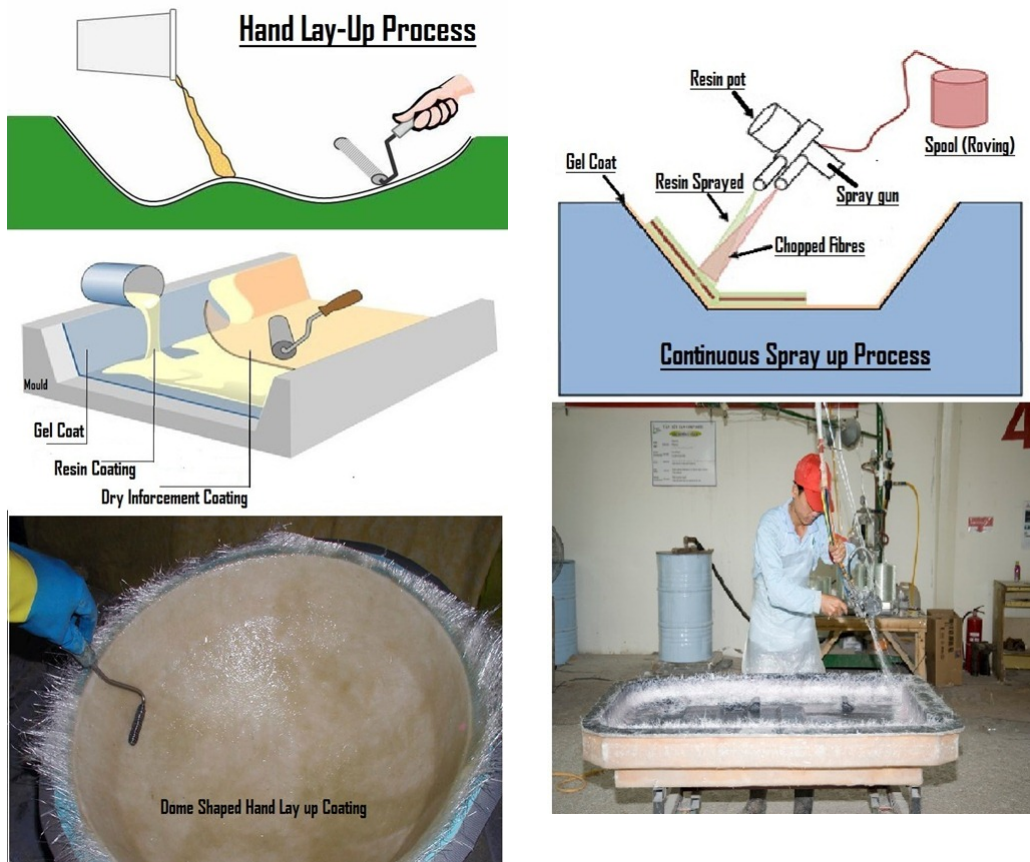 Hand Lay-Up Process
Mould
Gel Coat
Resin Coating
Dry Inforcement Coating
Dome Shaped Hand Lay up Coating
Resin pot
Spool (Roving)
Gel Coat
Resin Sprayed
Spray gun
Chopped Fibres
Continuous Spray up Process
4